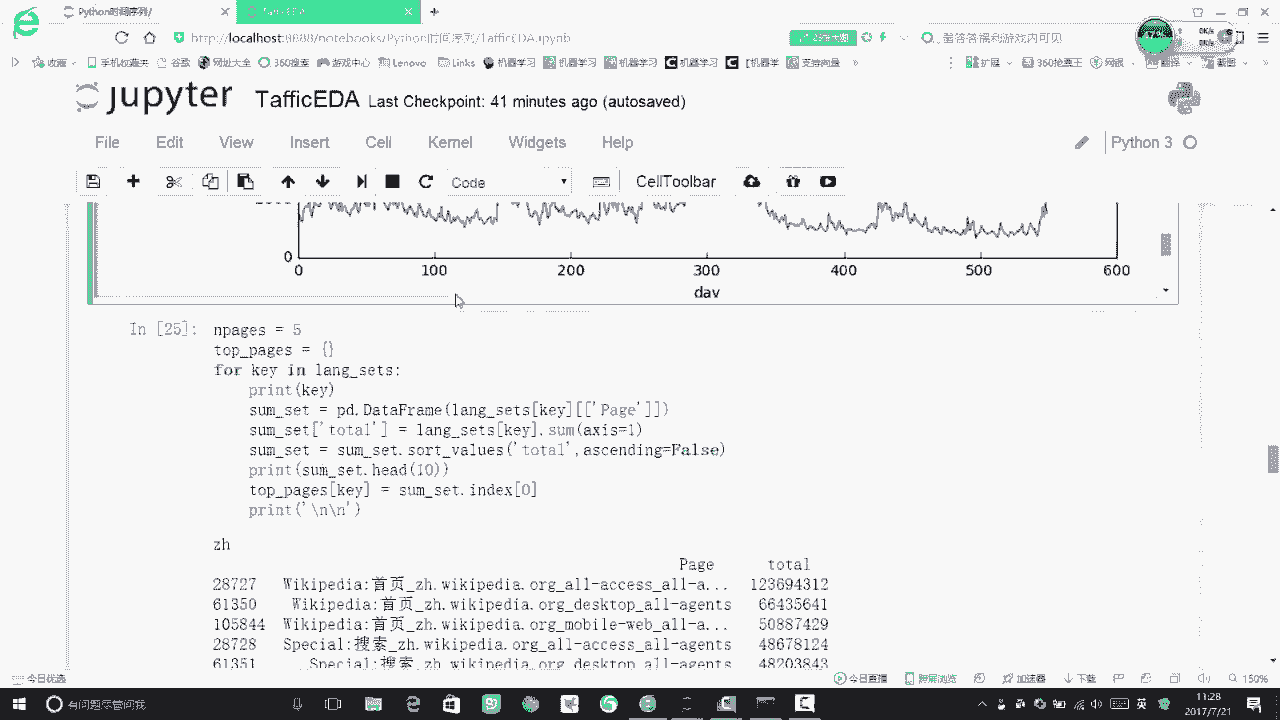 Python时间序列/
http://localhost:8888/notebooks/Python时间序列/TafficEDA.ipynb
收藏 手机收藏夹 谷歌 网址大全 360搜索 游戏中心 Lenovo Links 机器学习 机器学习 机器学习 机器学习 【机器学 支持向量 » 扩展
jupyter TafficEDA Last Checkpoint: 41 minutes ago (autosaved)
File Edit View Insert Cell Kernel Widgets Help Python 3
Code CellToolbar
0
0 100 200 300 400 500 600
day
In [25]: npages = 5
top_pages = {}
for key in lang_sets:
print(key)
sum_set = pd.DataFrame(lang_sets[key][['Page']])
sum_set['total'] = lang_sets[key].sum(axis=1)
sum_set = sum_set.sort_values('total',ascending=False)
print(sum_set.head(10))
top_pages[key] = sum_set.index[0]
print('\n\n')
zh
Page total
28727 Wikipedia:首页_zh.wikipedia.org_all-access_all-a... 123694312
61350 Wikipedia:首页_zh.wikipedia.org_desktop_all-agents 66435641
105844 Wikipedia:首页_zh.wikipedia.org_mobile-web_all-a... 50887429
28728 Special:搜索_zh.wikipedia.org_all-access_all-agents 48678124
61351 Special:搜索_zh.wikipedia.org_desktop_all-agents 48203843
今日优选 今日直播 加速器 下载 150%
有问题尽管问我 英 11:28
2017/7/21